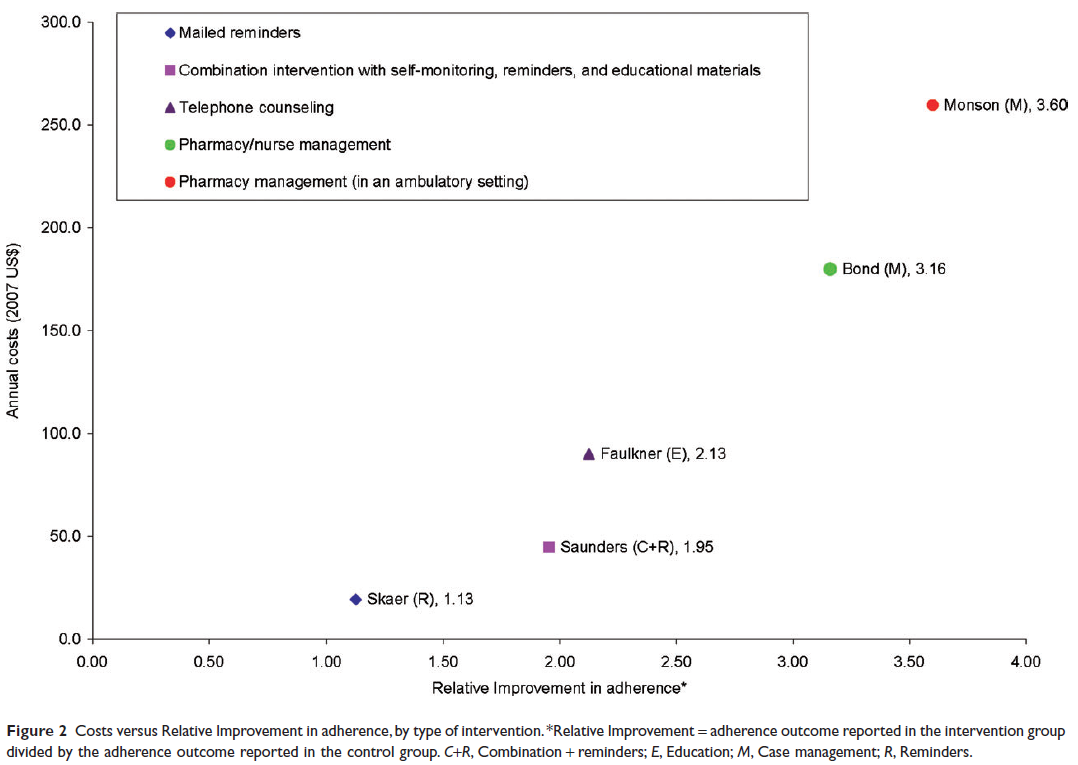 300.0
250.0
200.0
150.0
100.0
50.0
0.0
Annual costs (2007 US$)
Mailed reminders
Combination intervention with self-monitoring, reminders, and educational materials
Telephone counseling
Pharmacy/nurse management
Pharmacy management (in an ambulatory setting)
Monson (M), 3.60
Bond (M), 3.16
Faulkner (E), 2.13
Saunders (C+R), 1.95
Skaer (R), 1.13
0.00 0.50 1.00 1.50 2.00 2.50 3.00 3.50 4.00
Relative Improvement in adherence*
Figure 2 Costs versus Relative Improvement in adherence, by type of intervention. *Relative Improvement = adherence outcome reported in the intervention group
divided by the adherence outcome reported in the control group. C+R, Combination + reminders; E, Education; M, Case management; R, Reminders.